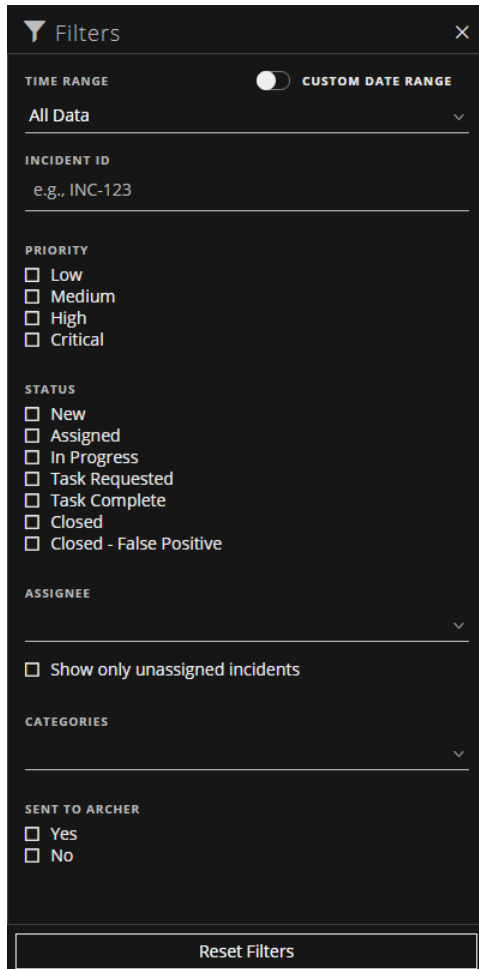 Filters
TIME RANGE CUSTOM DATE RANGE
All Data
INCIDENT ID
e.g., INC-123
PRIORITY
Low
Medium
High
Critical
STATUS
New
Assigned
In Progress
Task Requested
Task Complete
Closed
Closed - False Positive
ASSIGNEE
Show only unassigned incidents
CATEGORIES
SENT TO ARCHER
Yes
No
Reset Filters